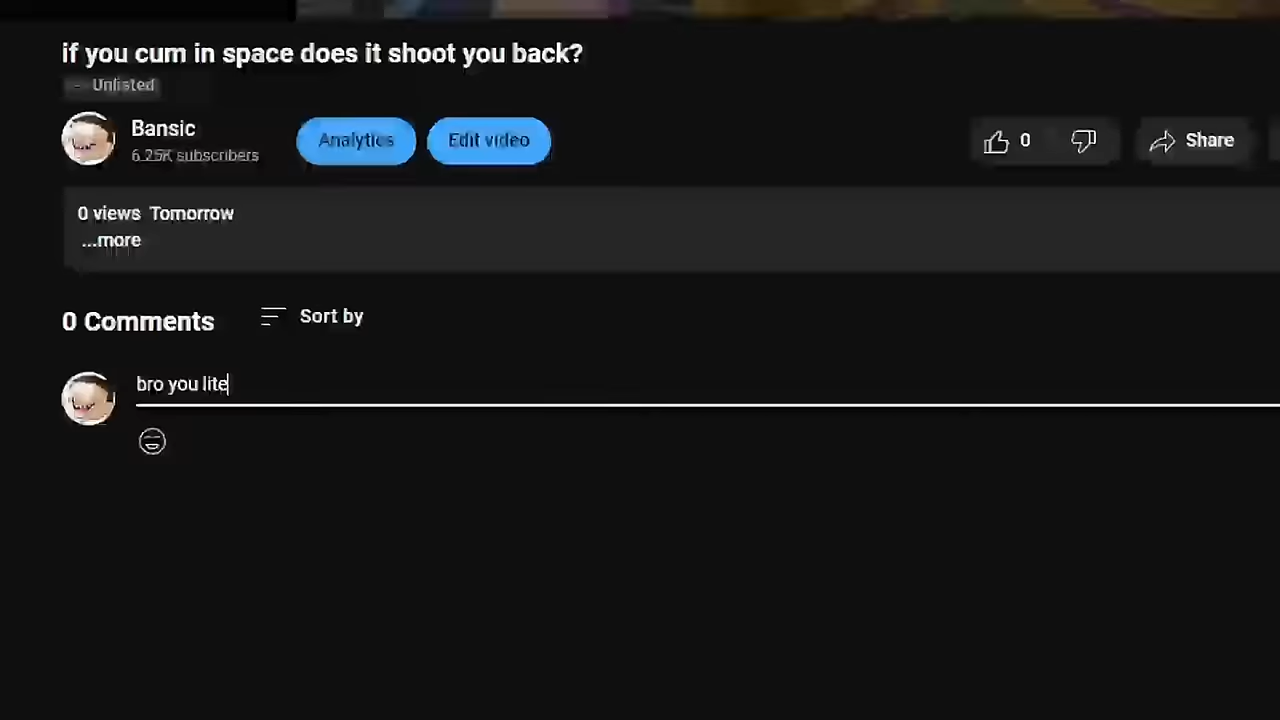 if you cum in space does it shoot you back?
Unlisted
Bansic
6.25K subscribers
Analytics
Edit video
0
Share
0 views Tomorrow
...more
0 Comments
Sort by
bro you lite